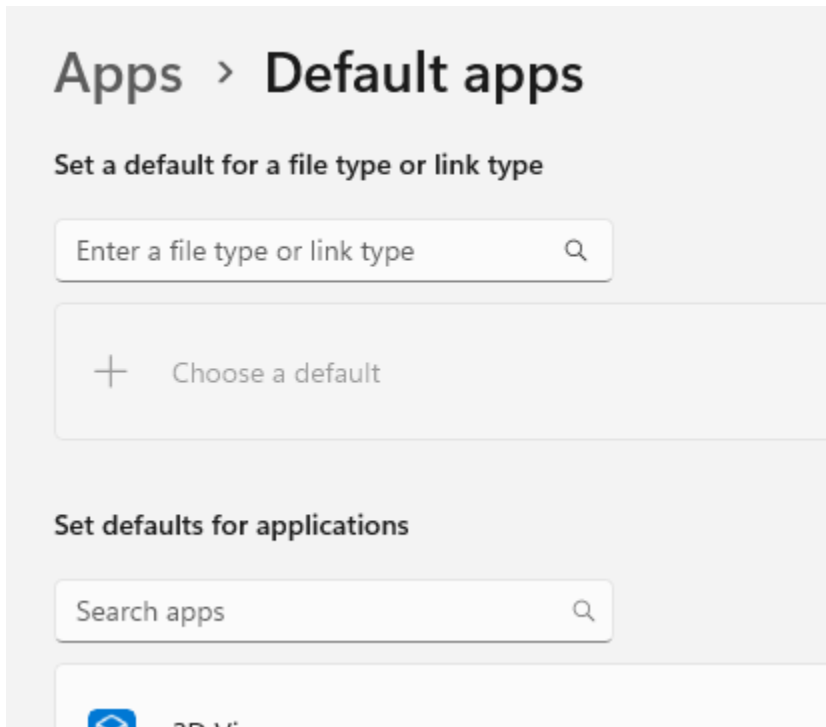 Apps > Default apps
Set a default for a file type or link type
Enter a file type or link type
Choose a default
Set defaults for applications
Search apps